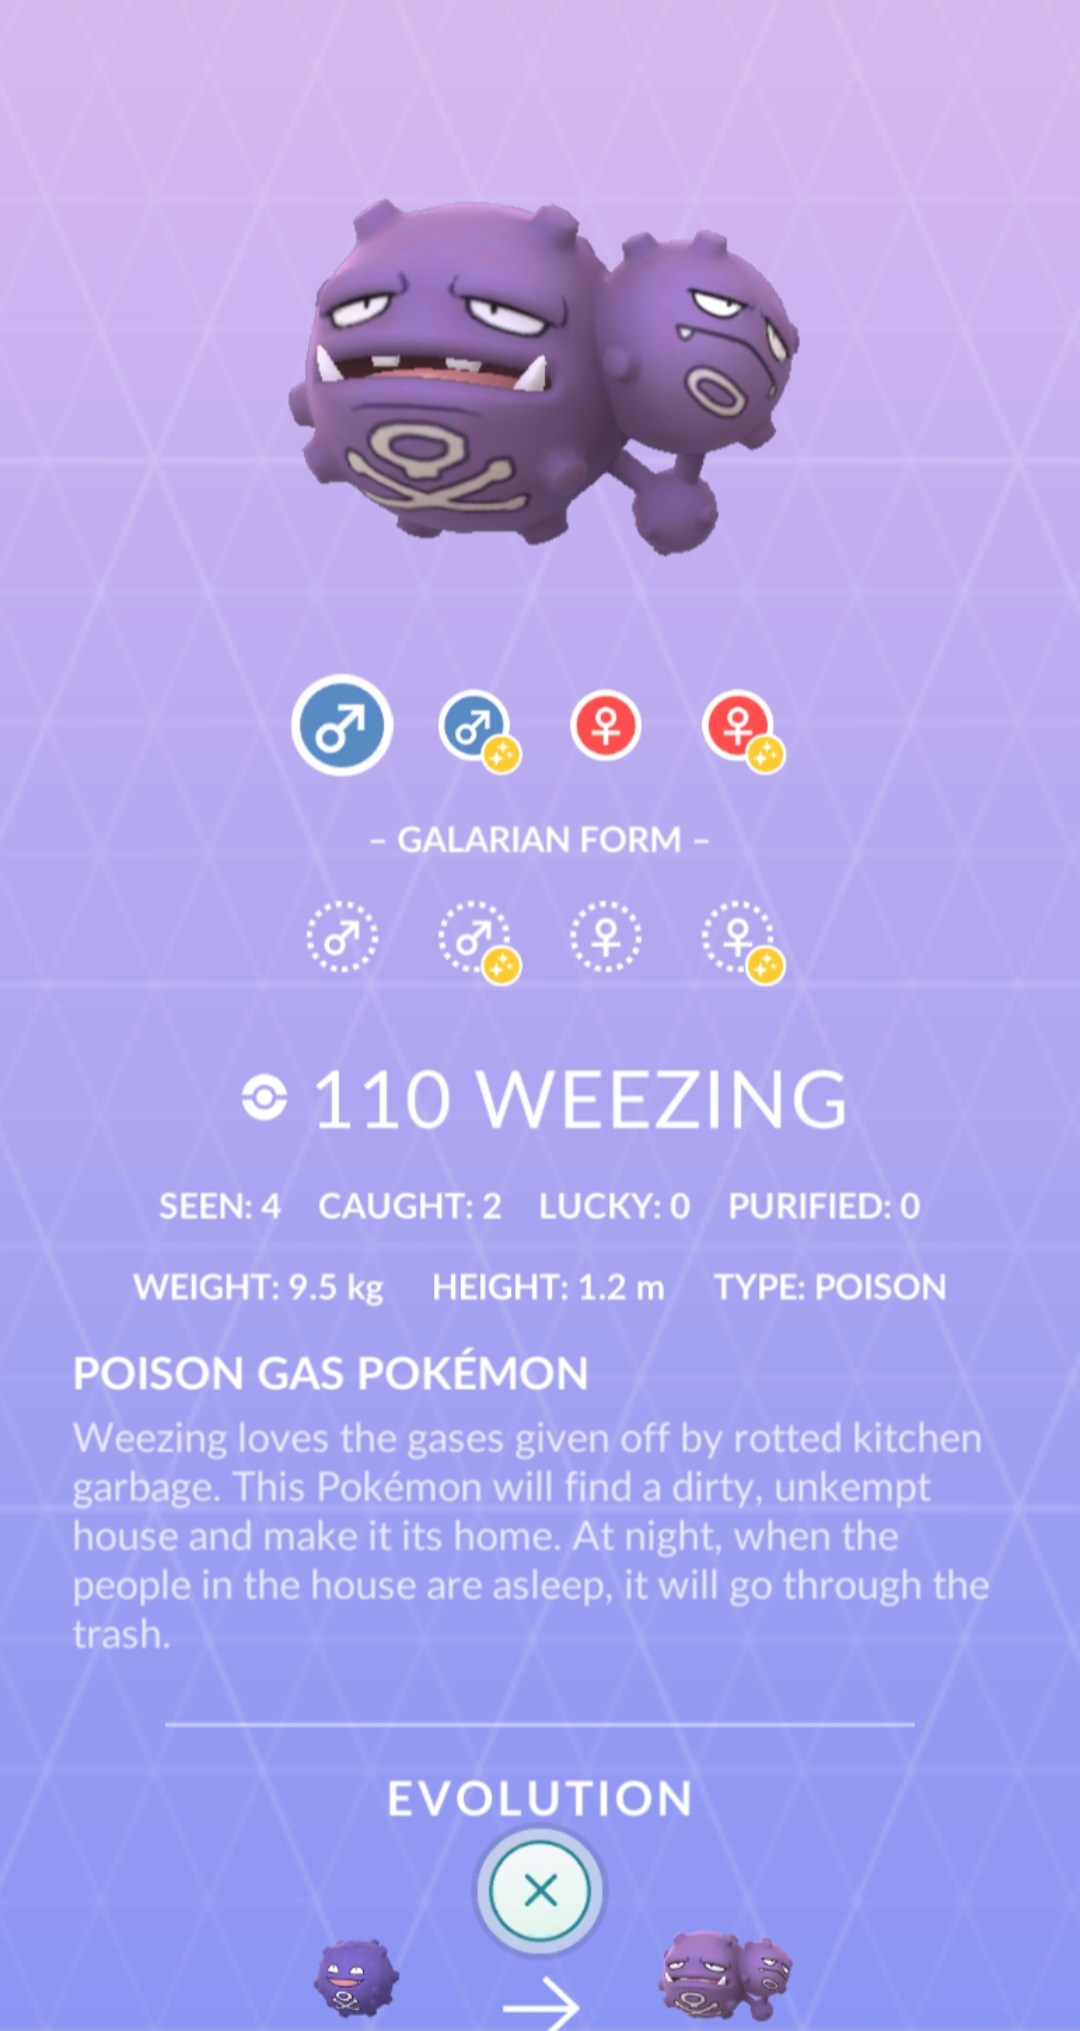 – GALARIAN FORM –
110 WEEZING
SEEN: 4 CAUGHT: 2 LUCKY: 0 PURIFIED: 0
WEIGHT: 9.5 kg HEIGHT: 1.2 m TYPE: POISON
POISON GAS POKÉMON
Weezing loves the gases given off by rotted kitchen
garbage. This Pokémon will find a dirty, unkempt
house and make it its home. At night, when the
people in the house are asleep, it will go through the
trash.
EVOLUTION